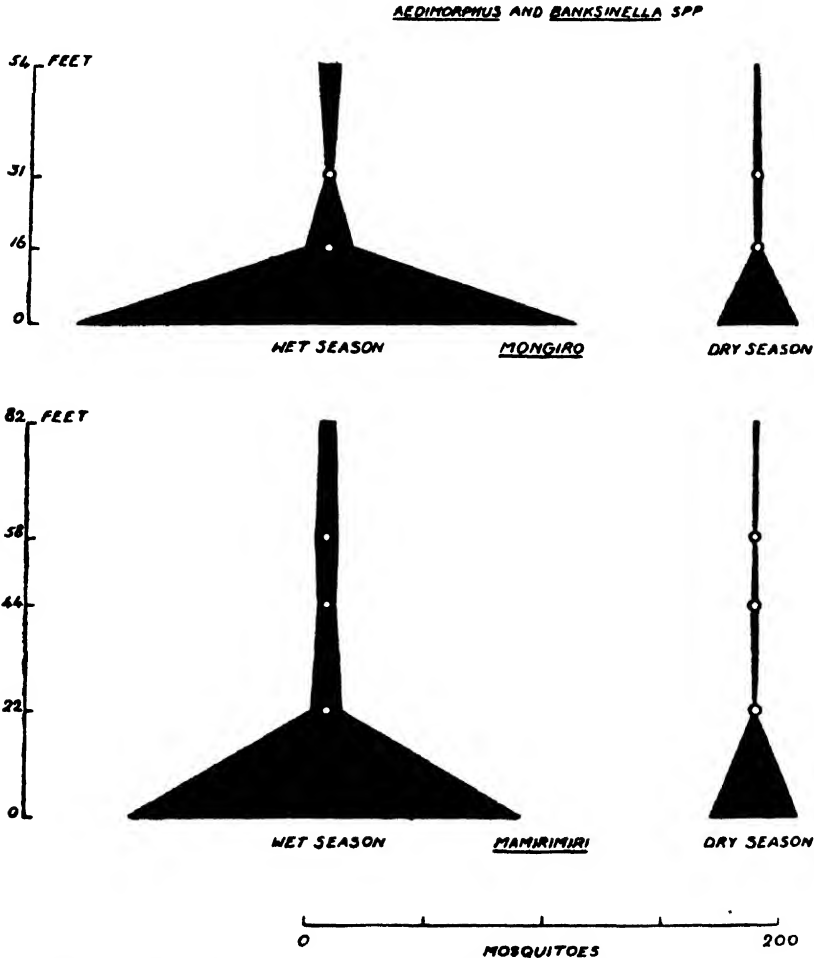 AEDIMORPHUS AND BANKSINELLA SPP
54 FEET
31
16
0
WET SEASON MONGIRO DRY SEASON
82 FEET
58
44
22
0
WET SEASON MAMIRIMIRI DRY SEASON
0 200
MOSQUITOES